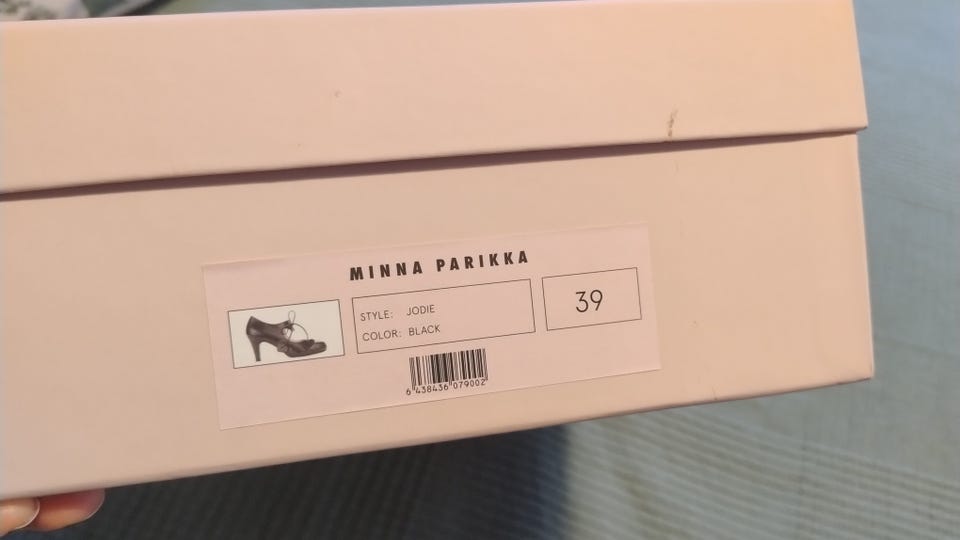 MINNA PARIKKA
STYLE: JODIE
COLOR: BLACK
39
6 438436 079002